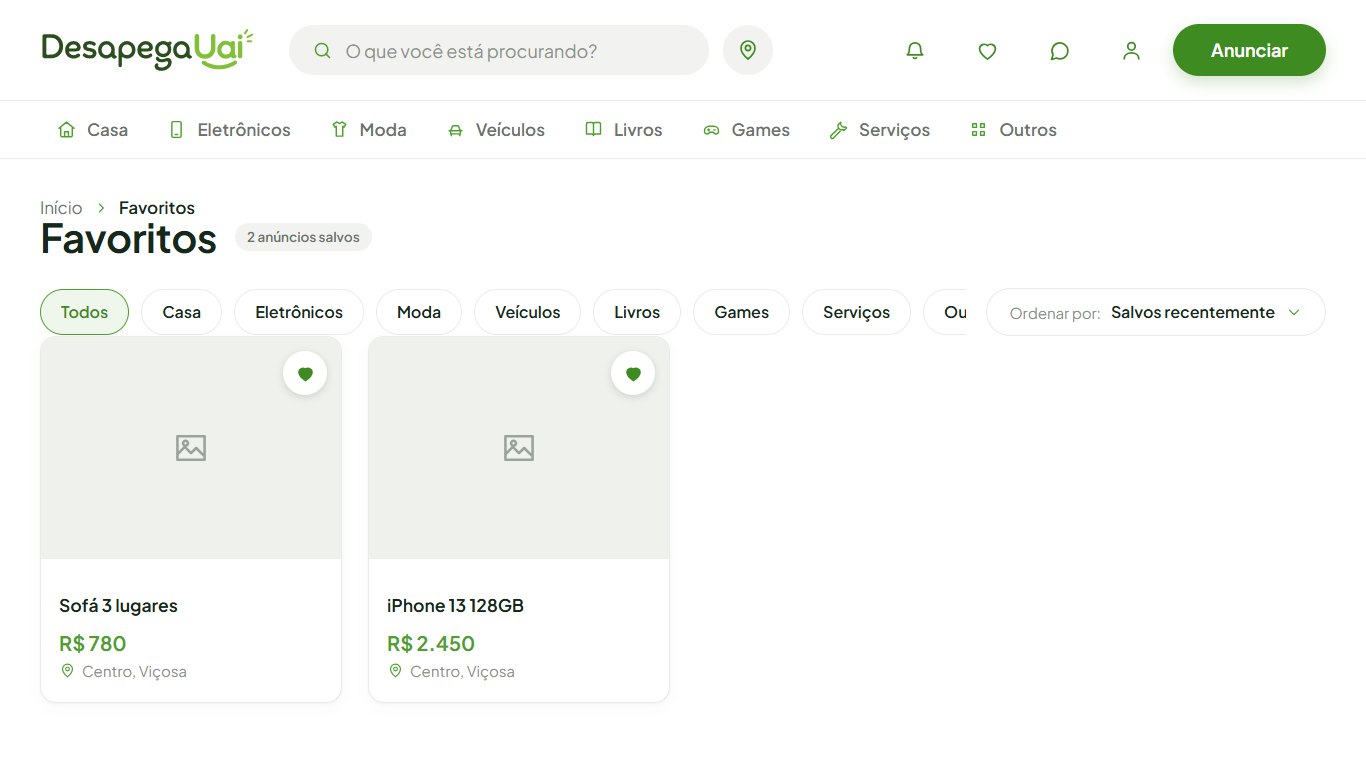 DesapegaUai
O que você está procurando?
Anunciar
Casa Eletrônicos Moda Veículos Livros Games Serviços Outros
Início Favoritos
Favoritos 2 anúncios salvos
Todos Casa Eletrônicos Moda Veículos Livros Games Serviços Ou Ordenar por: Salvos recentemente
Sofá 3 lugares
R$ 780
Centro, Viçosa
iPhone 13 128GB
R$ 2.450
Centro, Viçosa